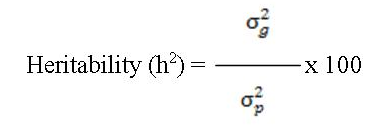 σ²g
Heritability (h²) = x 100
σ²p